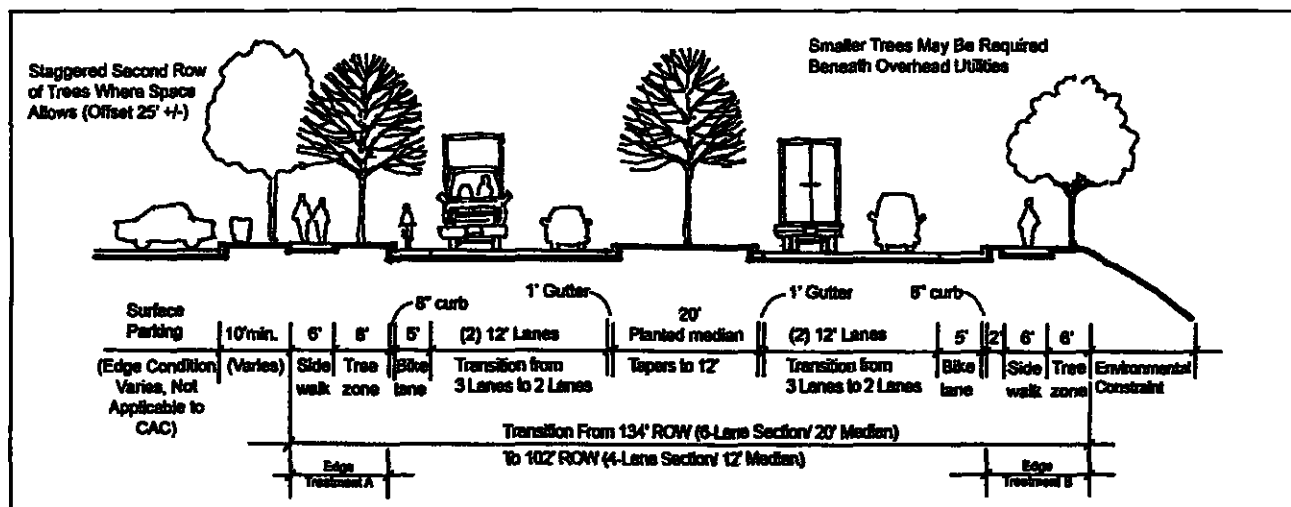 Staggered Second Row
of Trees Where Space
Allows (Offset 25' +/-)
Smaller Trees May Be Required
Beneath Overhead Utilities
8" curb
1' Gutter
1' Gutter
curb
Surface
Parking
10'min.
6'
Tree
5'
(2) 12' Lanes
20'
Planted median
(2) 12' Lanes
5'
2'
6'
6'
(Edge Condition
Varies, Not
Applicable to
CAC)
(Varies)
Side
walk
zone
Bike
lane
Transition from
3 Lanes to 2 Lanes
Tapers to 12'
Transition from
3 Lanes to 2 Lanes
Bike
lane
Side
walk
Tree
zone
Environmental
Constraint
Transition From 134' ROW (6-Lane Section/ 20' Median)
To 102' ROW (4-Lane Section/ 12' Median)
Edge
Treatment A
Edge
Treatment B